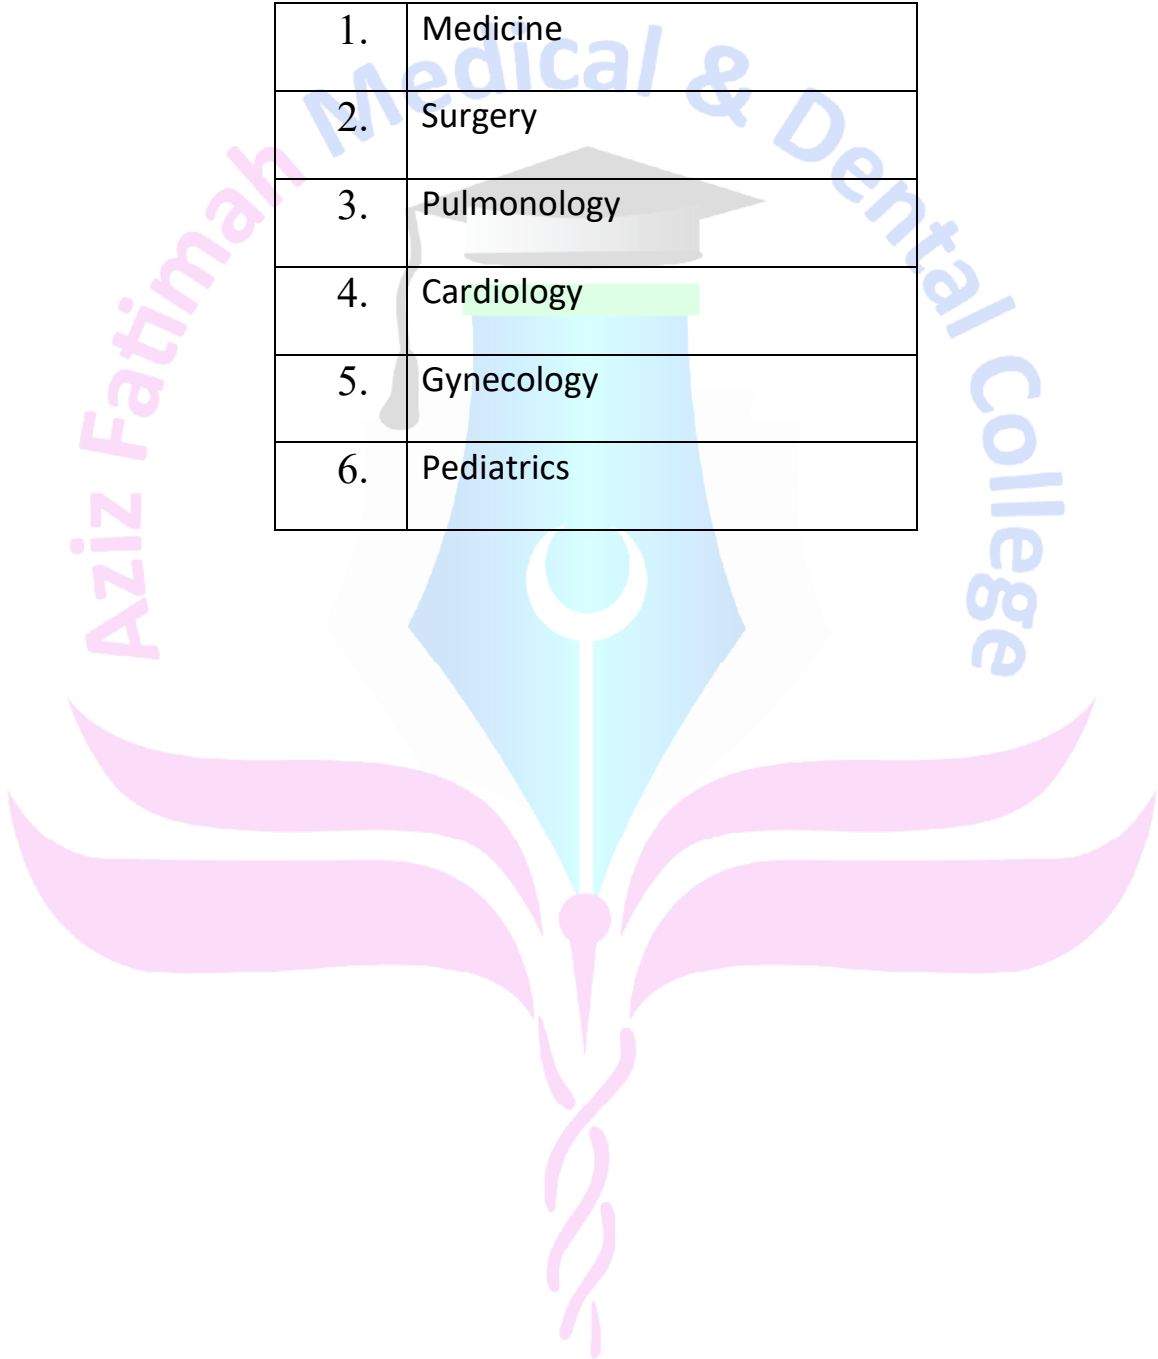 1. Medicine
2. Surgery
3. Pulmonology
4. Cardiology
5. Gynecology
6. Pediatrics
Aziz Fatimah Medical & Dental College